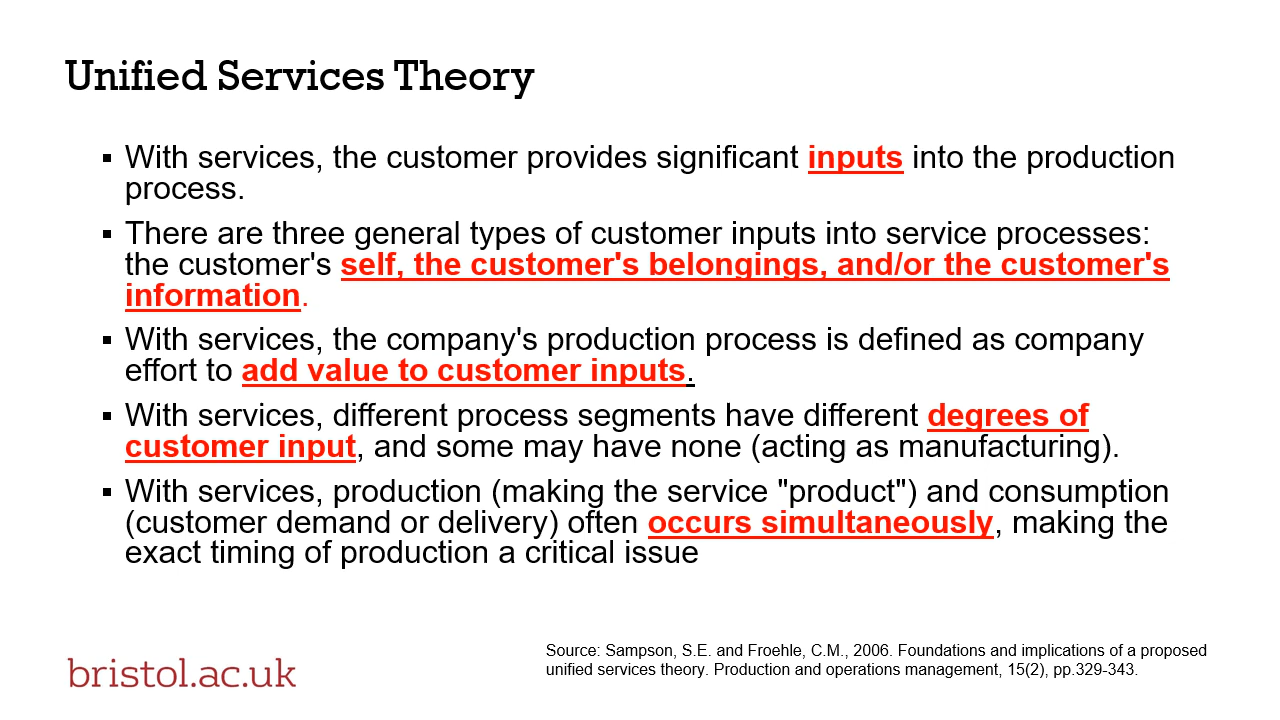 Unified Services Theory
▪ With services, the customer provides significant inputs into the production
process.
▪ There are three general types of customer inputs into service processes:
the customer's self, the customer's belongings, and/or the customer's
information.
▪ With services, the company's production process is defined as company
effort to add value to customer inputs.
▪ With services, different process segments have different degrees of
customer input, and some may have none (acting as manufacturing).
▪ With services, production (making the service "product") and consumption
(customer demand or delivery) often occurs simultaneously, making the
exact timing of production a critical issue
bristol.ac.uk
Source: Sampson, S.E. and Froehle, C.M., 2006. Foundations and implications of a proposed
unified services theory. Production and operations management, 15(2), pp.329-343.